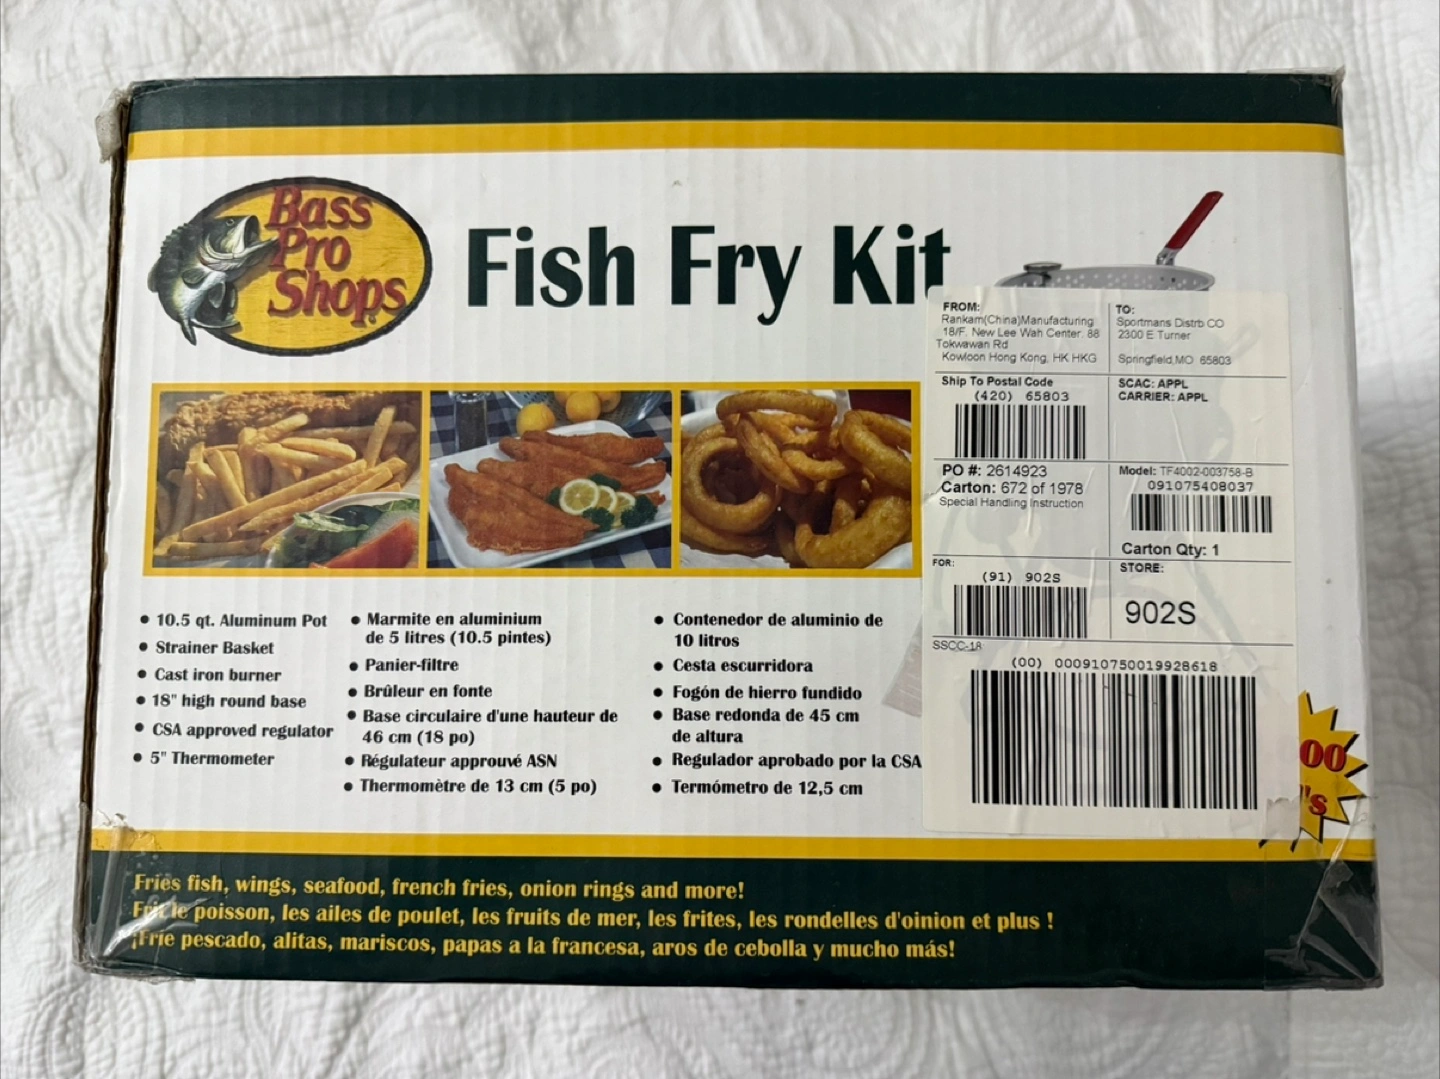 Bass
Pro
Shops
Fish Fry Kit
FROM:
Rankam(China)Manufacturing
18/F. New Lee Wah Center. 88
Tokwawan Rd
Kowloon Hong Kong, HK HKG
TO:
Sportmans Distrb CO
2300 E Turner
Springfield,MO 65803
Ship To Postal Code
(420) 65803
SCAC: APPL
CARRIER: APPL
PO #: 2614923
Carton: 672 of 1978
Special Handling Instruction
Model: TF4002-003758-B
091075408037
Carton Qty: 1
FOR:
(91) 902S
STORE:
902S
SSCC-18
(00) 000910750019928618
• 10.5 qt. Aluminum Pot
• Strainer Basket
• Cast iron burner
• 18" high round base
• CSA approved regulator
• 5" Thermometer
• Marmite en aluminium
de 5 litres (10.5 pintes)
• Panier-filtre
• Brûleur en fonte
• Base circulaire d'une hauteur de
46 cm (18 po)
• Régulateur approuvé ASN
• Thermomètre de 13 cm (5 po)
• Contenedor de aluminio de
10 litros
• Cesta escurridora
• Fogón de hierro fundido
• Base redonda de 45 cm
de altura
• Regulador aprobado por la CSA
• Termómetro de 12,5 cm
00
's
Fries fish, wings, seafood, french fries, onion rings and more!
Frit le poisson, les ailes de poulet, les fruits de mer, les frites, les rondelles d'oinion et plus !
¡Fríe pescado, alitas, mariscos, papas a la francesa, aros de cebolla y mucho más!